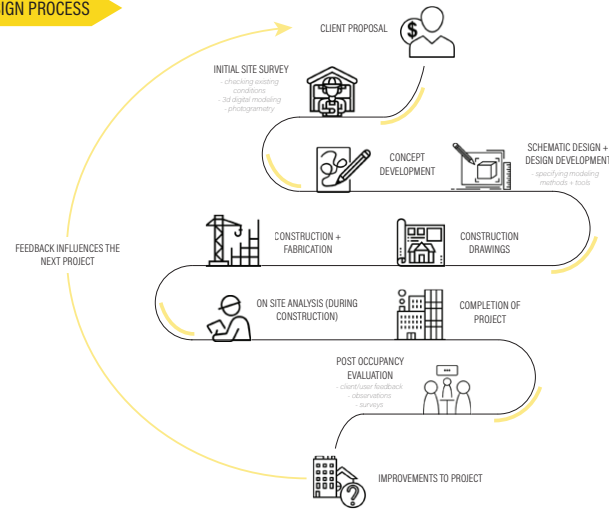 SIGN PROCESS
CLIENT PROPOSAL
$
INITIAL SITE SURVEY
- checking existing
conditions
- 3d digital modeling
- photogrametry
CONCEPT
DEVELOPMENT
SCHEMATIC DESIGN +
DESIGN DEVELOPMENT
- specifying modeling
methods + tools
CONSTRUCTION +
FABRICATION
CONSTRUCTION
DRAWINGS
FEEDBACK INFLUENCES THE
NEXT PROJECT
ON SITE ANALYSIS (DURING
CONSTRUCTION)
COMPLETION OF
PROJECT
POST OCCUPANCY
EVALUATION
- client/user feedback
- observations
- surveys
IMPROVEMENTS TO PROJECT
?